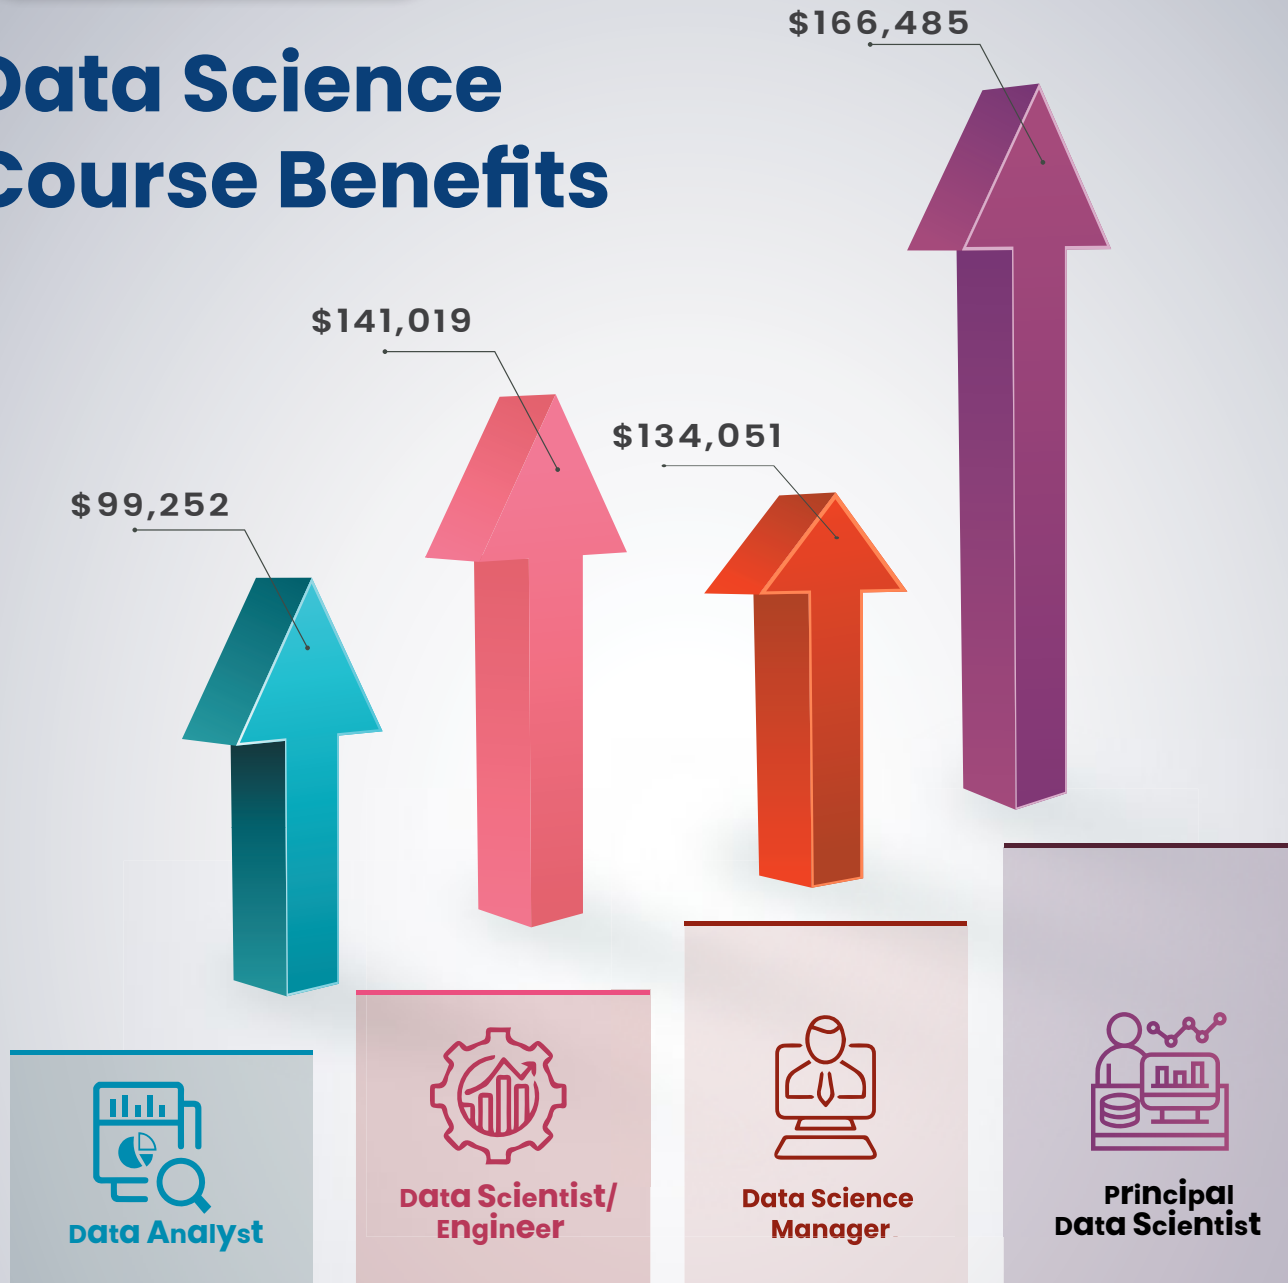 Data Science
Course Benefits
$166,485
$141,019
$134,051
$99,252
Data Analyst
Data Scientist/
Engineer
Data Science
Manager
Principal
Data Scientist